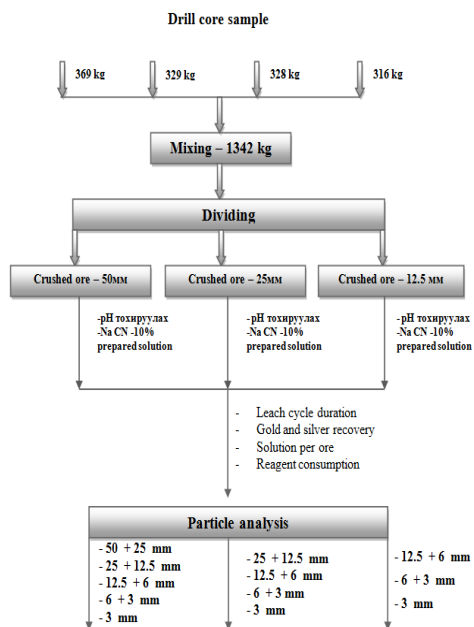 Drill core sample
369 kg
329 kg
328 kg
316 kg
Mixing – 1342 kg
Dividing
Crushed ore – 50мм
Crushed ore – 25мм
Crushed ore – 12.5 мм
-pH тохируулах
-Na CN -10%
prepared solution
-pH тохируулах
-Na CN -10%
prepared solution
-pH тохируулах
-Na CN -10%
prepared solution
- Leach cycle duration
- Gold and silver recovery
- Solution per ore
- Reagent consumption
Particle analysis
- 50 + 25 mm
- 25 + 12.5 mm
- 12.5 + 6 mm
- 6 + 3 mm
- 3 mm
- 25 + 12.5 mm
- 12.5 + 6 mm
- 6 + 3 mm
- 3 mm
- 12.5 + 6 mm
- 6 + 3 mm
- 3 mm